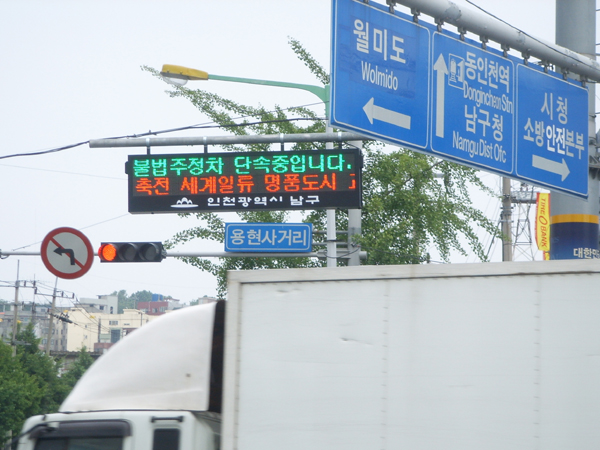 월미도
Wolmido
동인천역
Dongincheon Stn
남구청
Namgu Dist Ofc
시청
소방안전본부
불법주정차 단속중입니다.
축전 세계일류 명품도시
인천광역시 남구
용현사거리